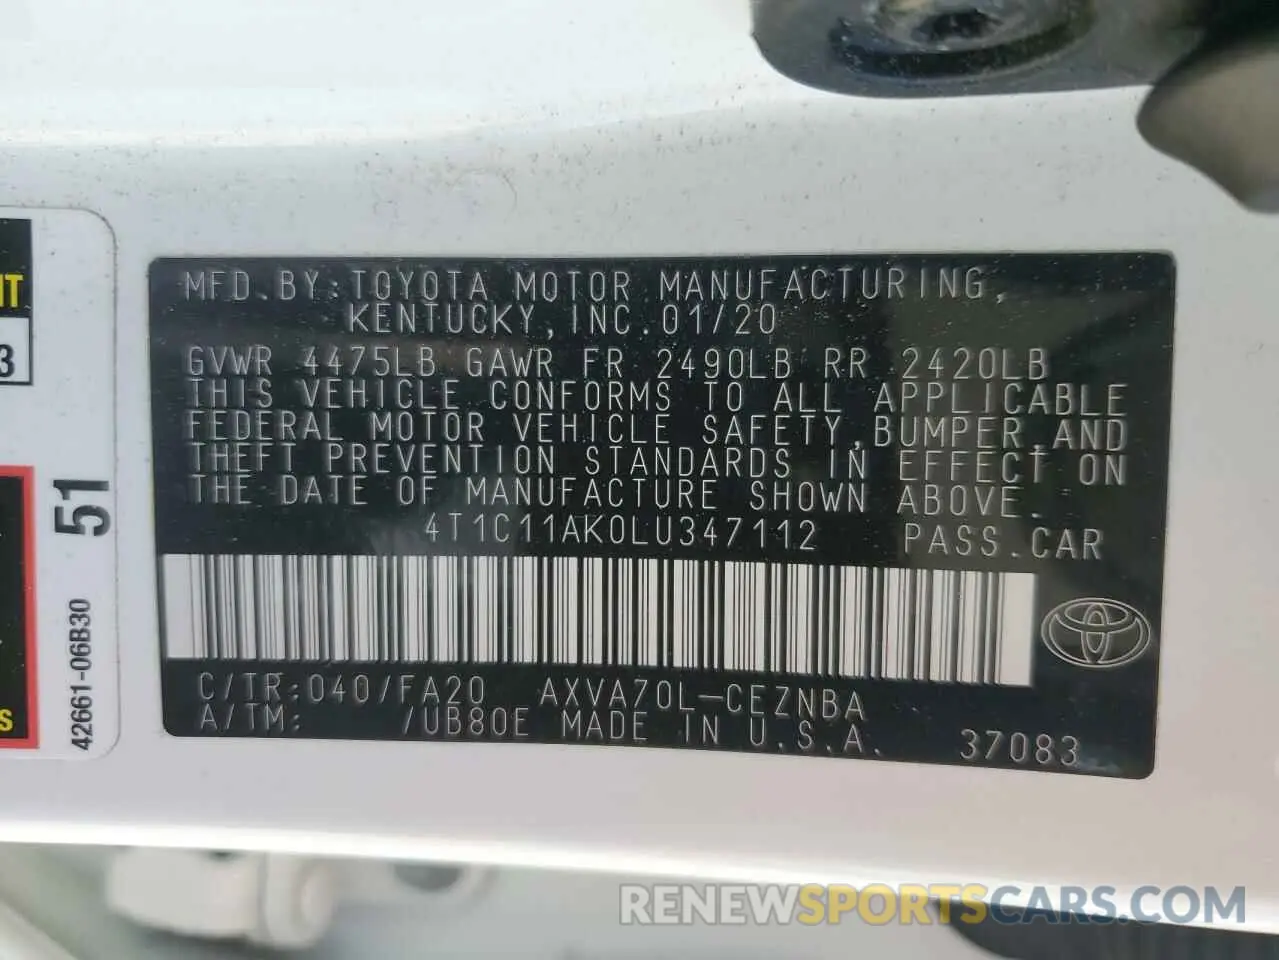 MFD.BY:TOYOTA MOTOR MANUFACTURING,
KENTUCKY,INC.01/20
GVWR 4475LB GAWR FR 2490LB RR 2420LB
THIS VEHICLE CONFORMS TO ALL APPLICABLE
FEDERAL MOTOR VEHICLE SAFETY,BUMPER,AND
THEFT PREVENTION STANDARDS IN EFFECT ON
THE DATE OF MANUFACTURE SHOWN ABOVE.
4T1C11AK0LU347112 PASS.CAR
C/TR:040/FA20 AXVA70L-CEZNBA
A/TM: /UB80E MADE IN U.S.A. 37083
51
42661-06B30
3
S
RENEWSPORTSCARS.COM